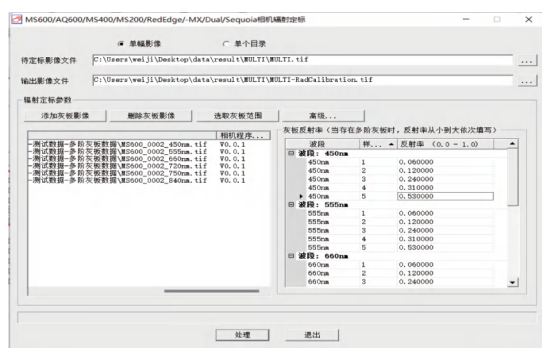 MS600/AQ600/MS400/MS200/RedEdge/-MX/Dual/Sequoia相机辐射定标
单幅影像 单个目录
待定标影像文件 C:\Users\weiji\Desktop\data\result\MULTI\MULTI.tif ...
输出影像文件 C:\Users\weiji\Desktop\data\result\MULTI\MULTI-RadCalibration.tif ...
辐射定标参数
添加灰板影像 删除灰板影像 选取灰板范围 高级...
相机程序...
-测试数据-多阶灰板数据\MS600_0002_450nm.tif V0.0.1
-测试数据-多阶灰板数据\MS600_0002_555nm.tif V0.0.1
-测试数据-多阶灰板数据\MS600_0002_660nm.tif V0.0.1
-测试数据-多阶灰板数据\MS600_0002_720nm.tif V0.0.1
-测试数据-多阶灰板数据\MS600_0002_750nm.tif V0.0.1
-测试数据-多阶灰板数据\MS600_0002_840nm.tif V0.0.1
灰板反射率（当存在多阶灰板时，反射率从小到大依次填写）
波段 样... 反射率 (0.0 - 1.0)
波段: 450nm
450nm 1 0.060000
450nm 2 0.120000
450nm 3 0.240000
450nm 4 0.310000
450nm 5 0.530000
波段: 555nm
555nm 1 0.060000
555nm 2 0.120000
555nm 3 0.240000
555nm 4 0.310000
555nm 5 0.530000
波段: 660nm
660nm 1 0.060000
660nm 2 0.120000
660nm 3 0.240000
处理 退出